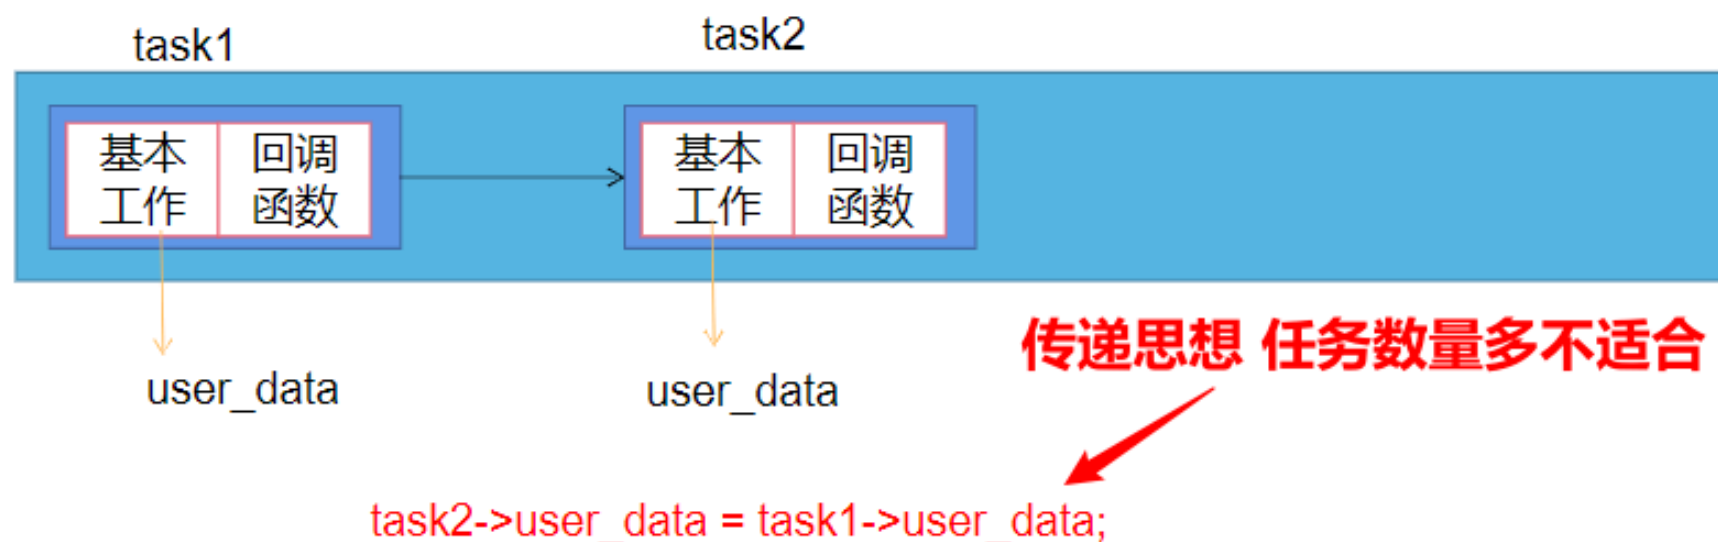 task1
task2
基本
工作
回调
函数
基本
工作
回调
函数
user_data
user_data
传递思想 任务数量多不适合
task2->user_data = task1->user_data;